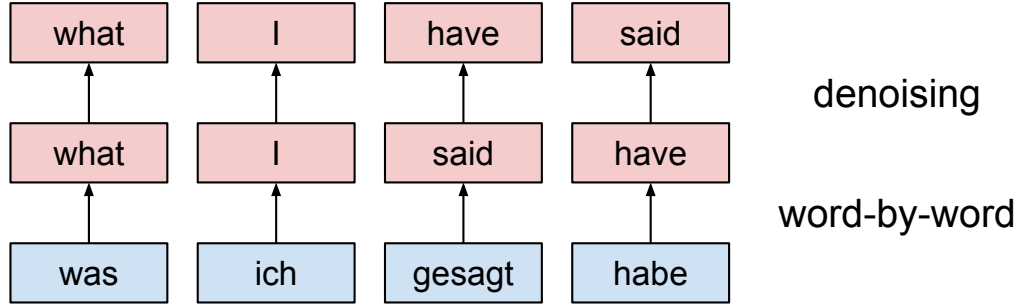 what I have said
denoising
what I said have
word-by-word
was ich gesagt habe